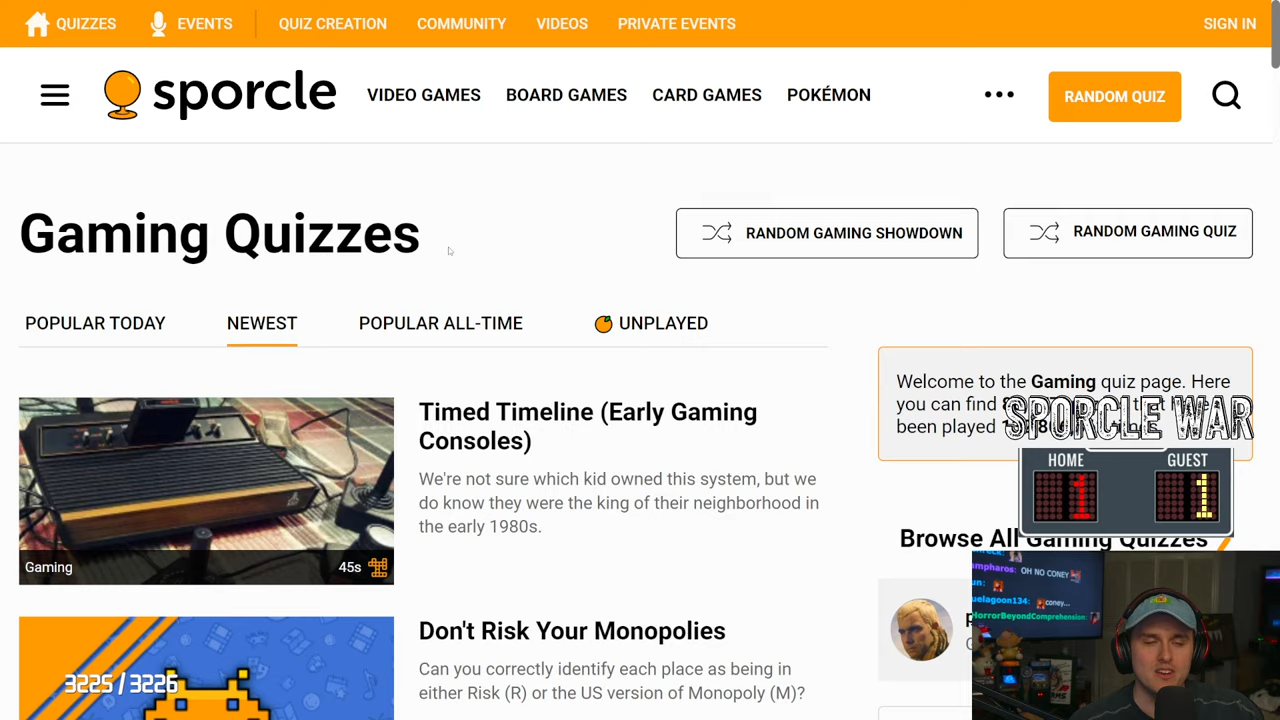 QUIZZES EVENTS QUIZ CREATION COMMUNITY VIDEOS PRIVATE EVENTS SIGN IN
sporcle VIDEO GAMES BOARD GAMES CARD GAMES POKÉMON ••• RANDOM QUIZ
Gaming Quizzes
RANDOM GAMING SHOWDOWN RANDOM GAMING QUIZ
POPULAR TODAY NEWEST POPULAR ALL-TIME UNPLAYED
Timed Timeline (Early Gaming
Consoles)
We're not sure which kid owned this system, but we
do know they were the king of their neighborhood in
the early 1980s.
Gaming 45s
Don't Risk Your Monopolies
Can you correctly identify each place as being in
either Risk (R) or the US version of Monopoly (M)?
3225 / 3226
Welcome to the Gaming quiz page. Here
you can find
been played
SPORCLE WAR
HOME GUEST
1 1
Browse All Gaming Quizzes
OH NO CONEY
coney...
HorrorBeyondComprehension: